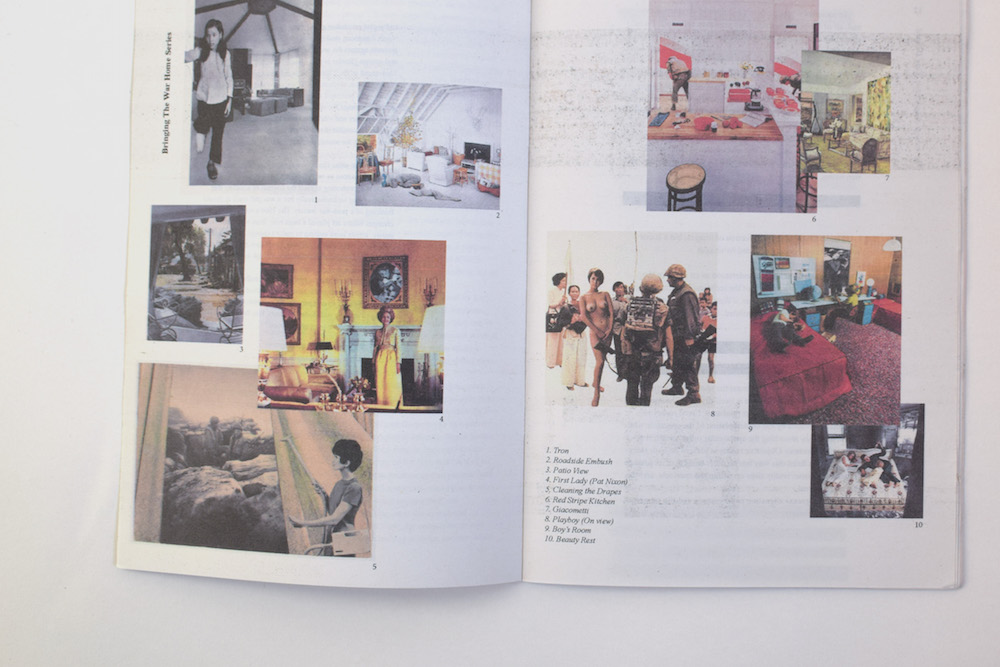 Bringing The War Home Series
1
2
3
4
5
6
7
8
9
10
1. Tron
2. Roadside Embush
3. Patio View
4. First Lady (Pat Nixon)
5. Cleaning the Drapes
6. Red Stripe Kitchen
7. Giacometti
8. Playboy (On view)
9. Boy's Room
10. Beauty Rest